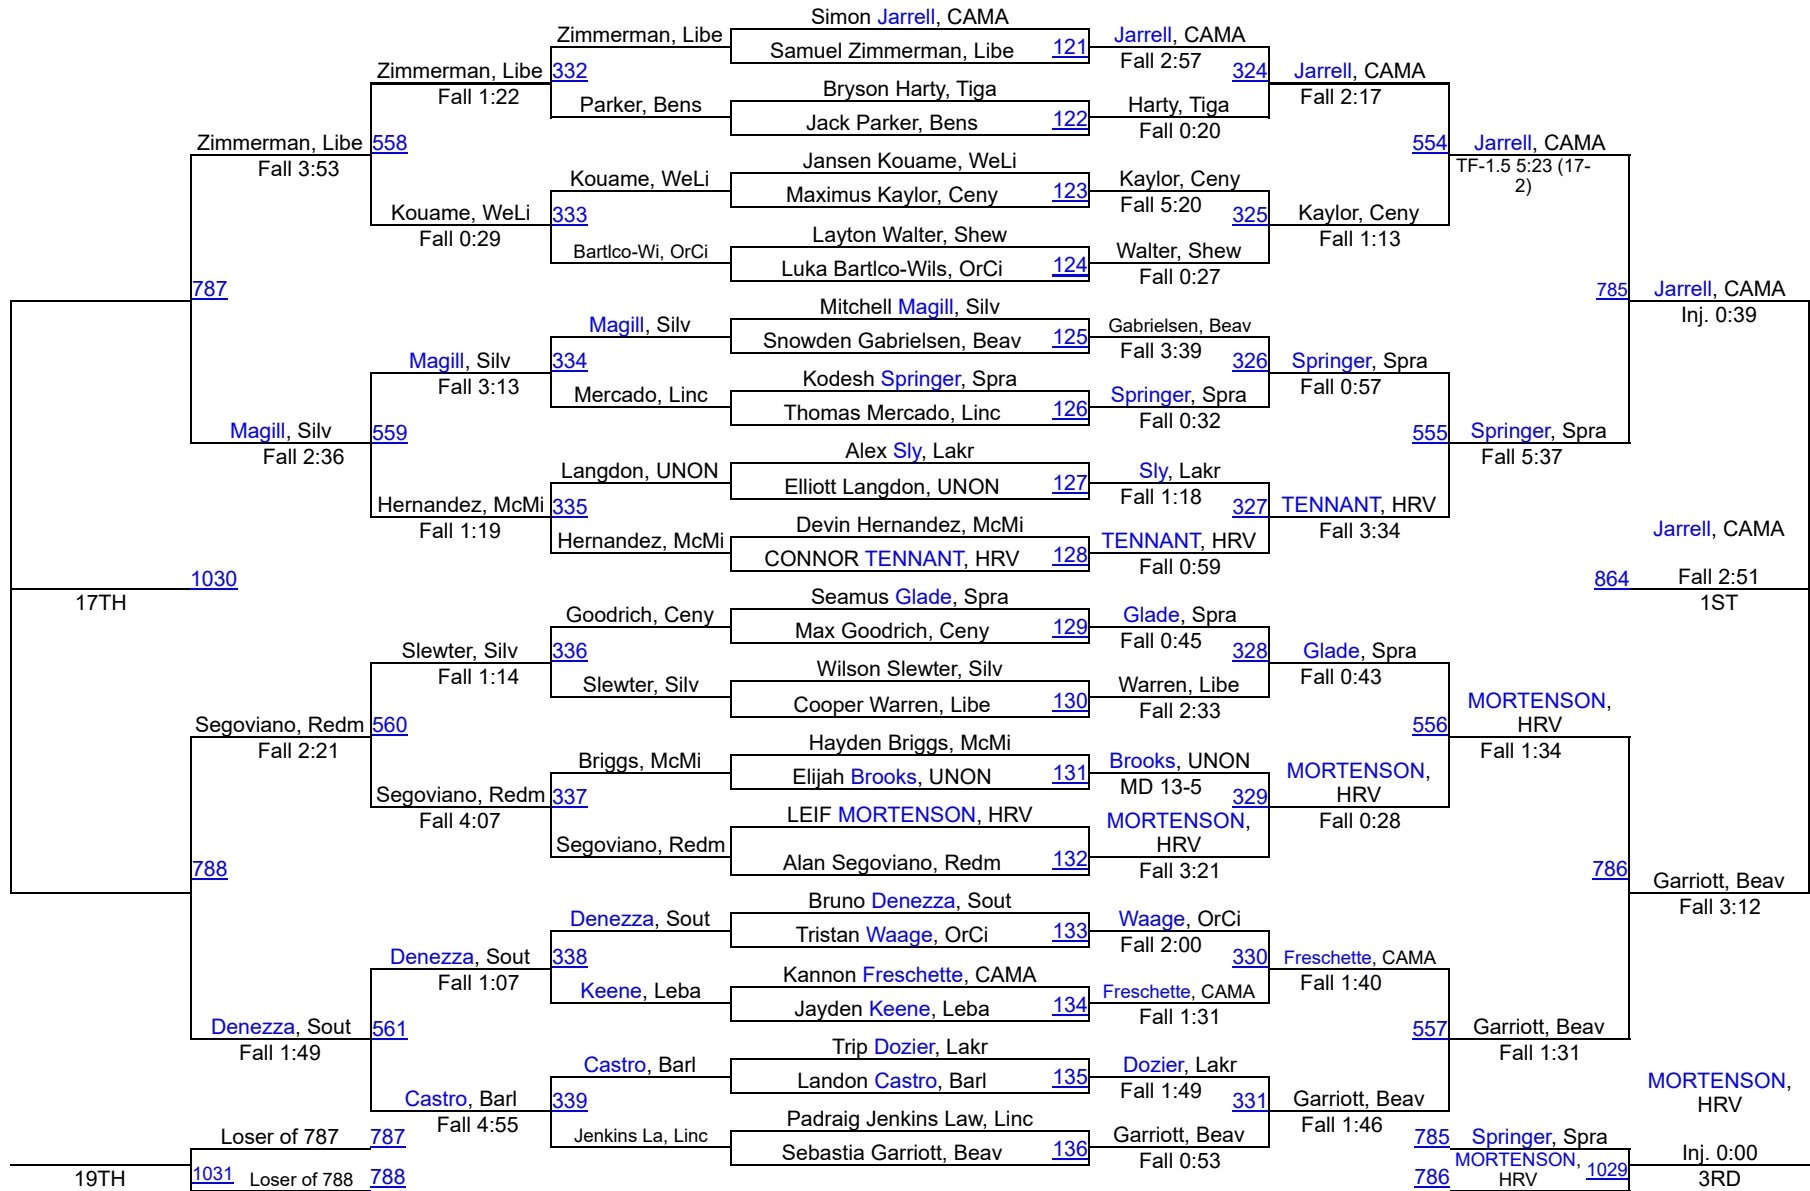 Simon Jarrell, CAMA
Zimmerman, Libe
Samuel Zimmerman, Libe 121
Jarrell, CAMA
Fall 2:57
Zimmerman, Libe 332
Fall 1:22
324 Jarrell, CAMA
Fall 2:17
Bryson Harty, Tiga
Parker, Bens
Jack Parker, Bens 122
Harty, Tiga
Fall 0:20
Zimmerman, Libe 558
Fall 3:53
554 Jarrell, CAMA
TF-1.5 5:23 (17-
2)
Jansen Kouame, WeLi
Kouame, WeLi
Maximus Kaylor, Ceny 123
Kaylor, Ceny
Fall 5:20
Kouame, WeLi 333
Fall 0:29
325 Kaylor, Ceny
Fall 1:13
Layton Walter, Shew
Bartlco-Wi, OrCi
Luka Bartlco-Wils, OrCi 124
Walter, Shew
Fall 0:27
787
785 Jarrell, CAMA
Inj. 0:39
Mitchell Magill, Silv
Magill, Silv
Snowden Gabrielsen, Beav 125
Gabrielsen, Beav
Fall 3:39
Magill, Silv 334
Fall 3:13
326 Springer, Spra
Fall 0:57
Kodesh Springer, Spra
Mercado, Linc
Thomas Mercado, Linc 126
Springer, Spra
Fall 0:32
Magill, Silv 559
Fall 2:36
555 Springer, Spra
Fall 5:37
Alex Sly, Lakr
Langdon, UNON
Elliott Langdon, UNON 127
Sly, Lakr
Fall 1:18
Hernandez, McMi 335
Fall 1:19
327 TENNANT, HRV
Fall 3:34
Devin Hernandez, McMi
Hernandez, McMi
CONNOR TENNANT, HRV 128
TENNANT, HRV
Fall 0:59
Jarrell, CAMA
1030
17TH
864 Fall 2:51
1ST
Seamus Glade, Spra
Goodrich, Ceny
Max Goodrich, Ceny 129
Glade, Spra
Fall 0:45
Slewter, Silv 336
Fall 1:14
328 Glade, Spra
Fall 0:43
Wilson Slewter, Silv
Slewter, Silv
Cooper Warren, Libe 130
Warren, Libe
Fall 2:33
Segoviano, Redm 560
Fall 2:21
556 MORTENSON,
HRV
Fall 1:34
Hayden Briggs, McMi
Briggs, McMi
Elijah Brooks, UNON 131
Brooks, UNON
MD 13-5
Segoviano, Redm 337
Fall 4:07
329 MORTENSON,
HRV
Fall 0:28
LEIF MORTENSON, HRV
Segoviano, Redm
Alan Segoviano, Redm 132
MORTENSON,
HRV
Fall 3:21
788
786 Garriott, Beav
Fall 3:12
Bruno Denezza, Sout
Denezza, Sout
Tristan Waage, OrCi 133
Waage, OrCi
Fall 2:00
Denezza, Sout 338
Fall 1:07
330 Freschette, CAMA
Fall 1:40
Kannon Freschette, CAMA
Keene, Leba
Jayden Keene, Leba 134
Freschette, CAMA
Fall 1:31
Denezza, Sout 561
Fall 1:49
557 Garriott, Beav
Fall 1:31
Trip Dozier, Lakr
Castro, Barl
Landon Castro, Barl 135
Dozier, Lakr
Fall 1:49
Castro, Barl 339
Fall 4:55
331 Garriott, Beav
Fall 1:46
Padraig Jenkins Law, Linc
Jenkins La, Linc
Sebastia Garriott, Beav 136
Garriott, Beav
Fall 0:53
MORTENSON,
HRV
Loser of 787 787
1031 Loser of 788 788
19TH
785 Springer, Spra
786 MORTENSON,
HRV
1029 Inj. 0:00
3RD